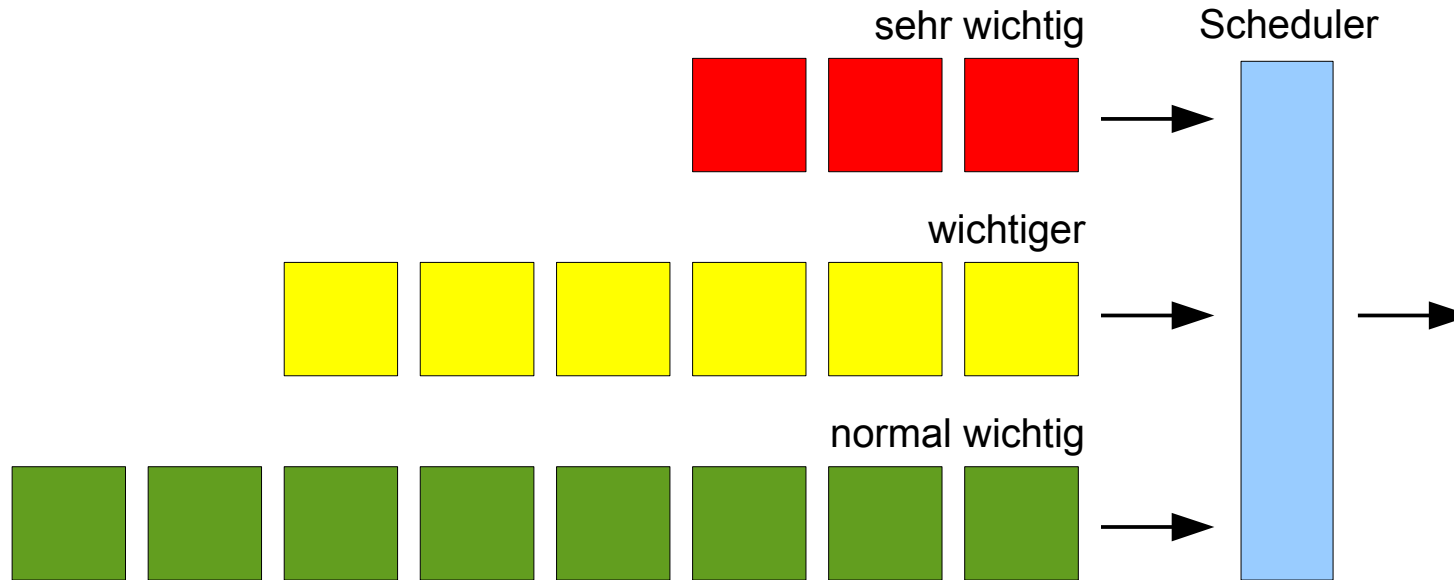 sehr wichtig
Scheduler
wichtiger
normal wichtig